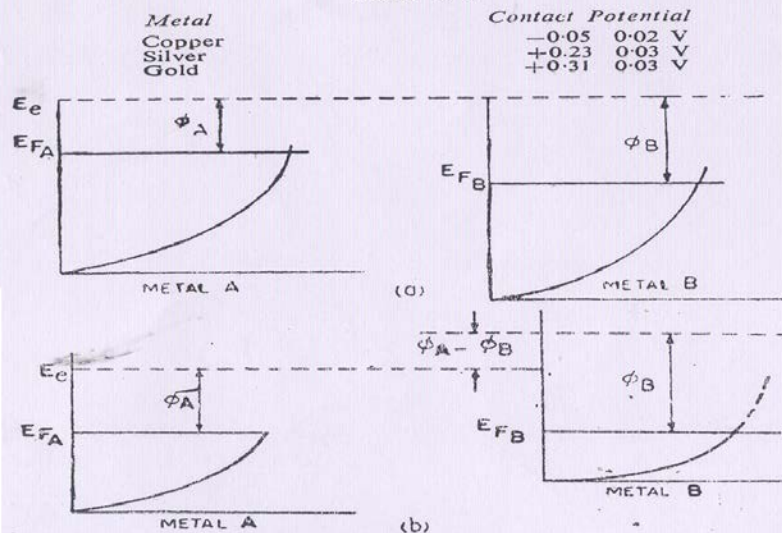 Metal Contact Potential
Copper −0·05 0·02 V
Silver +0·23 0·03 V
Gold +0·31 0·03 V
Ee
ϕA
EFA
ϕB
EFB
METAL A
(a)
METAL B
ϕA − ϕB
Ee
ϕA
ϕB
EFA
EFB
METAL A
(b)
METAL B